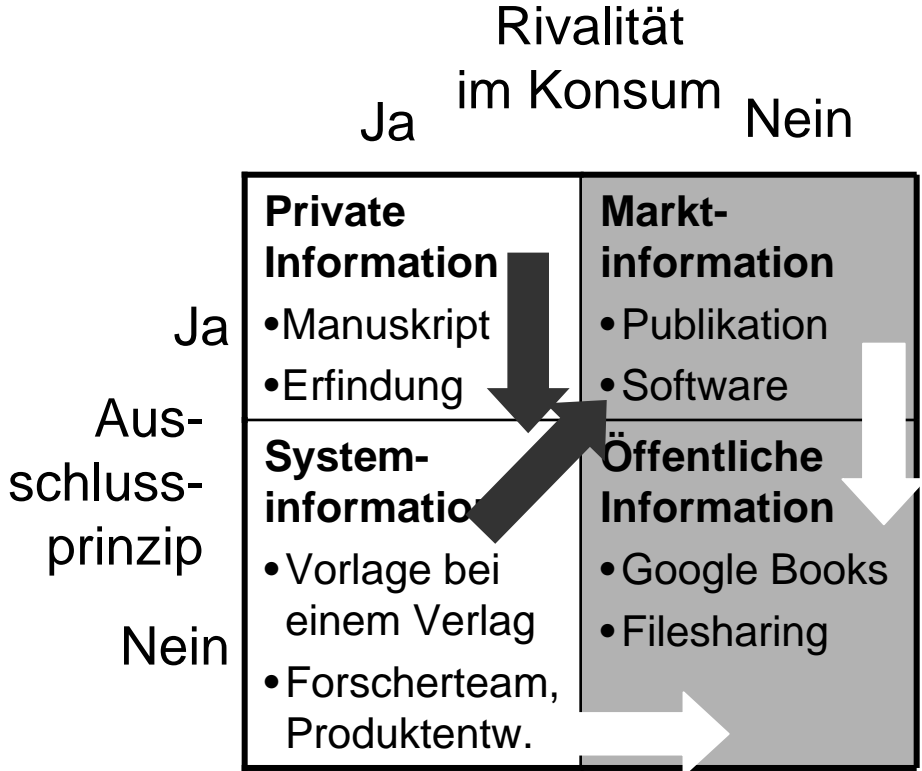 Rivalität
im Konsum
Ja
Nein
Private
Information
•Manuskript
•Erfindung
Markt-
information
•Publikation
•Software
Ja
Aus-
schluss-
prinzip
Nein
System-
information
•Vorlage bei
einem Verlag
•Forscherteam,
Produktentw.
Öffentliche
Information
•Google Books
•Filesharing